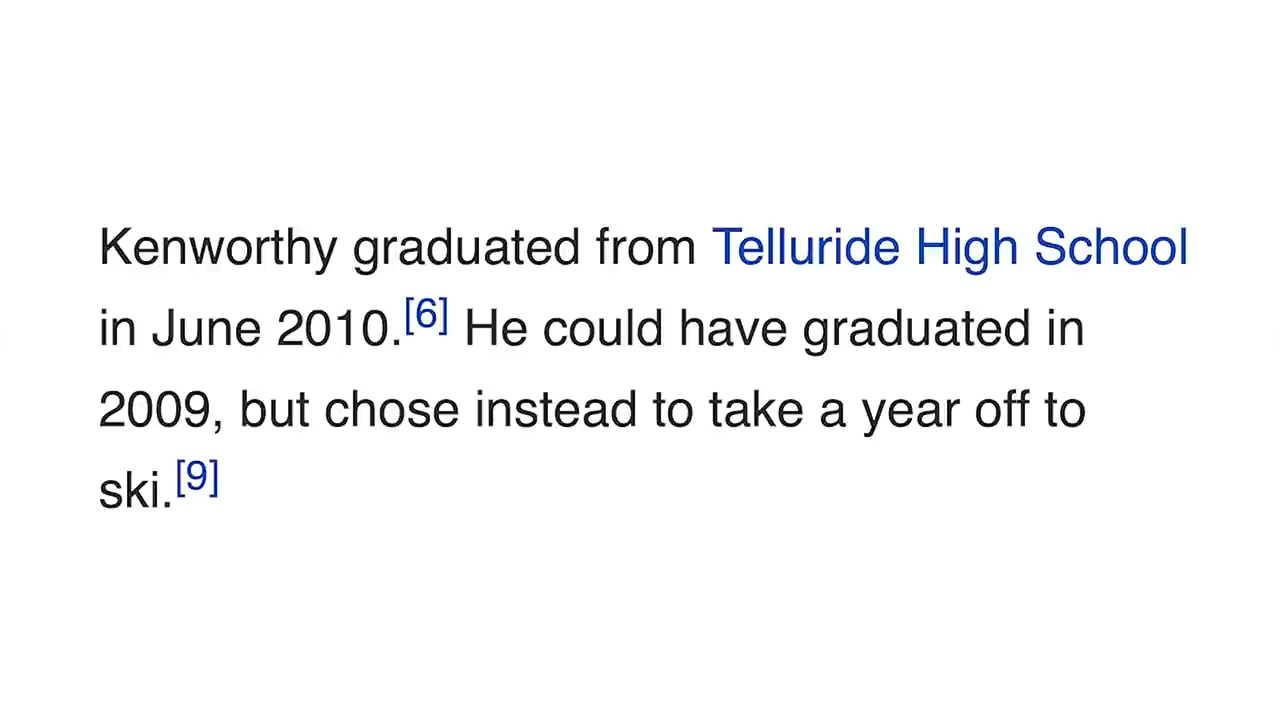 Kenworthy graduated from Telluride High School
in June 2010.[6] He could have graduated in
2009, but chose instead to take a year off to
ski.[9]